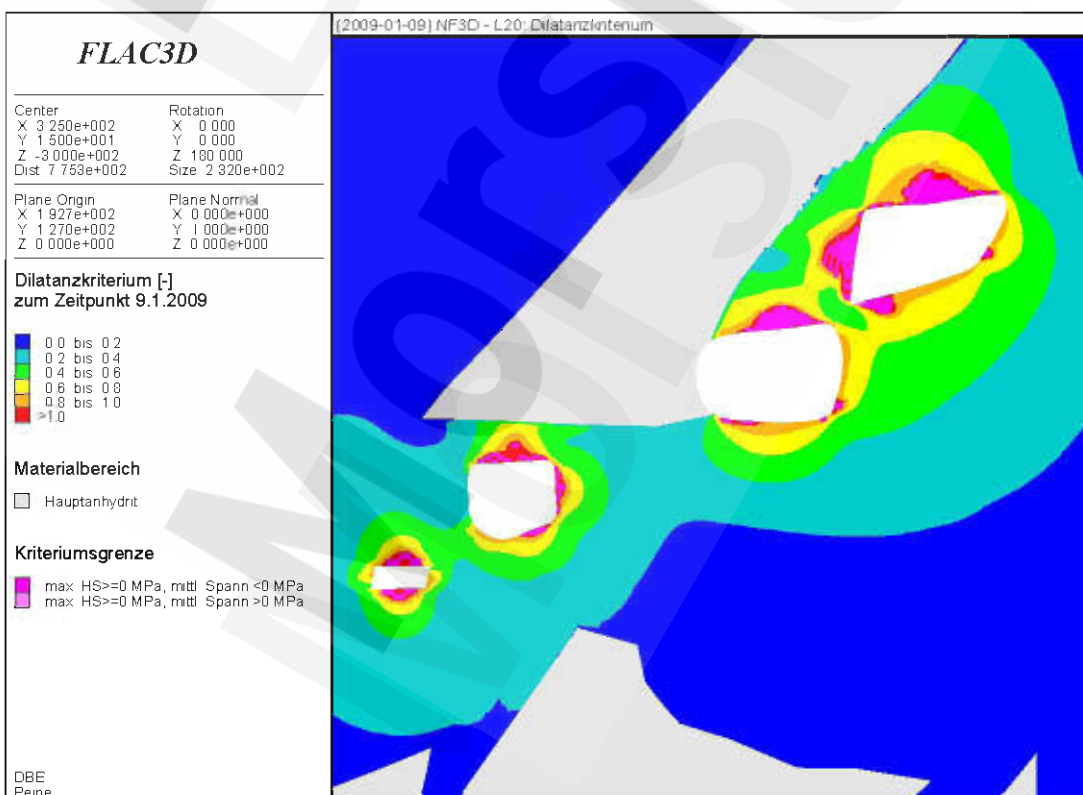 (2009-01-09) NF3D - L20: Dilatanzkriterium
FLAC3D
Center Rotation
X 3 250e+002 X 0 000
Y 1 500e+001 Y 0 000
Z -3 000e+002 Z 180 000
Dist 7 753e+002 Size 2 320e+002
Plane Origin Plane Normal
X 1 927e+002 X 0 000e+000
Y 1 270e+002 Y 1 000e+000
Z 0 000e+000 Z 0 000e+000
Dilatanzkriterium [-]
zum Zeitpunkt 9.1.2009
0 0 bis 0 2
0 2 bis 0 4
0 4 bis 0 6
0.6 bis 0 8
0.8 bis 1 0
>1.0
Materialbereich
Hauptanhydrit
Kriteriumsgrenze
max HS>=0 MPa, mittl Spann <0 MPa
max HS>=0 MPa, mittl Spann >0 MPa
DBE
Peine